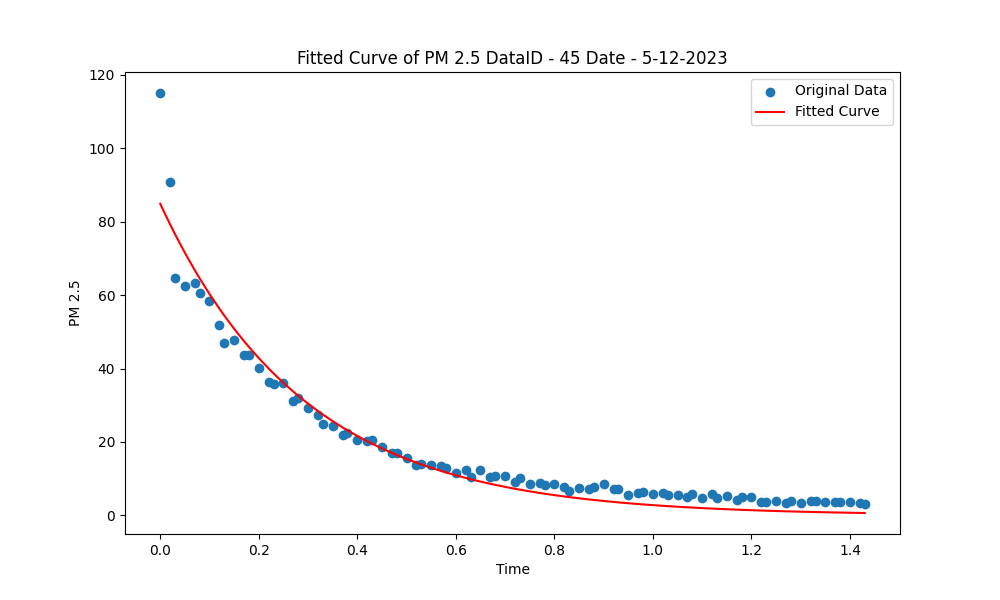 Fitted Curve of PM 2.5 DataID - 45 Date - 5-12-2023
Original Data
Fitted Curve
120
100
80
60
40
20
0
PM 2.5
0.0 0.2 0.4 0.6 0.8 1.0 1.2 1.4
Time